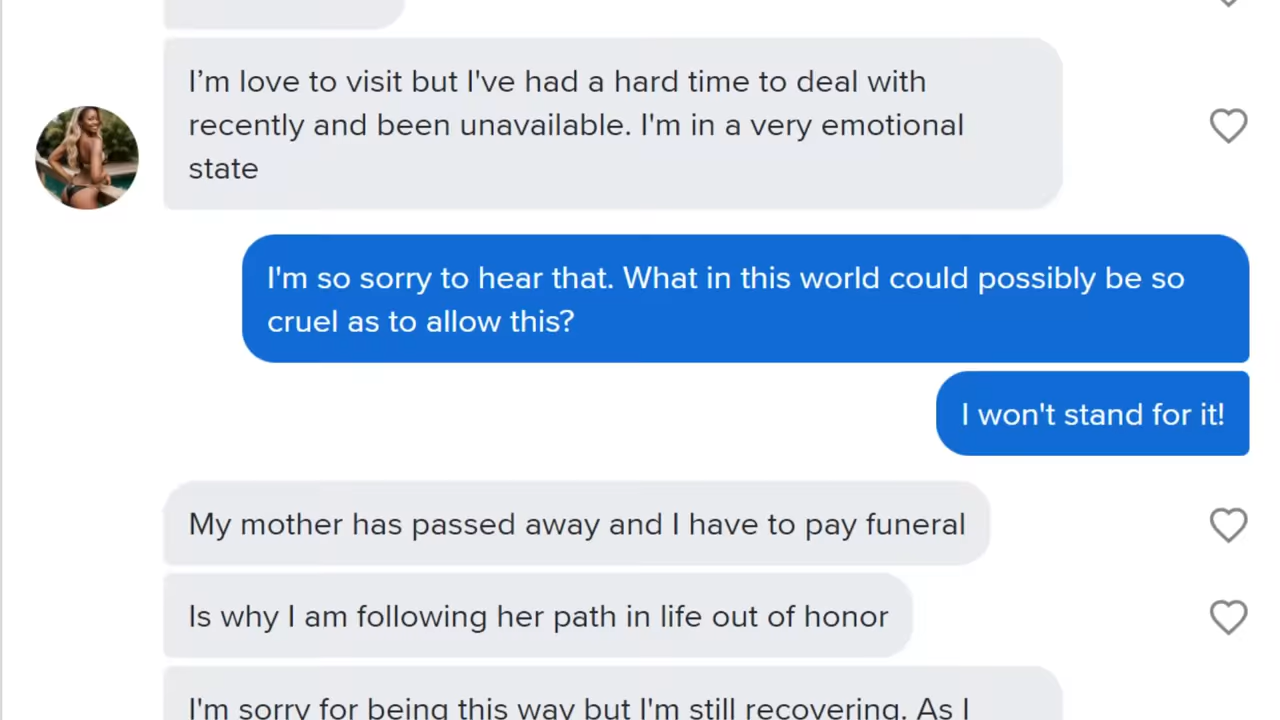 I’m love to visit but I've had a hard time to deal with
recently and been unavailable. I'm in a very emotional
state
I'm so sorry to hear that. What in this world could possibly be so
cruel as to allow this?
I won't stand for it!
My mother has passed away and I have to pay funeral
Is why I am following her path in life out of honor
I'm sorry for being this way but I'm still recovering. As I